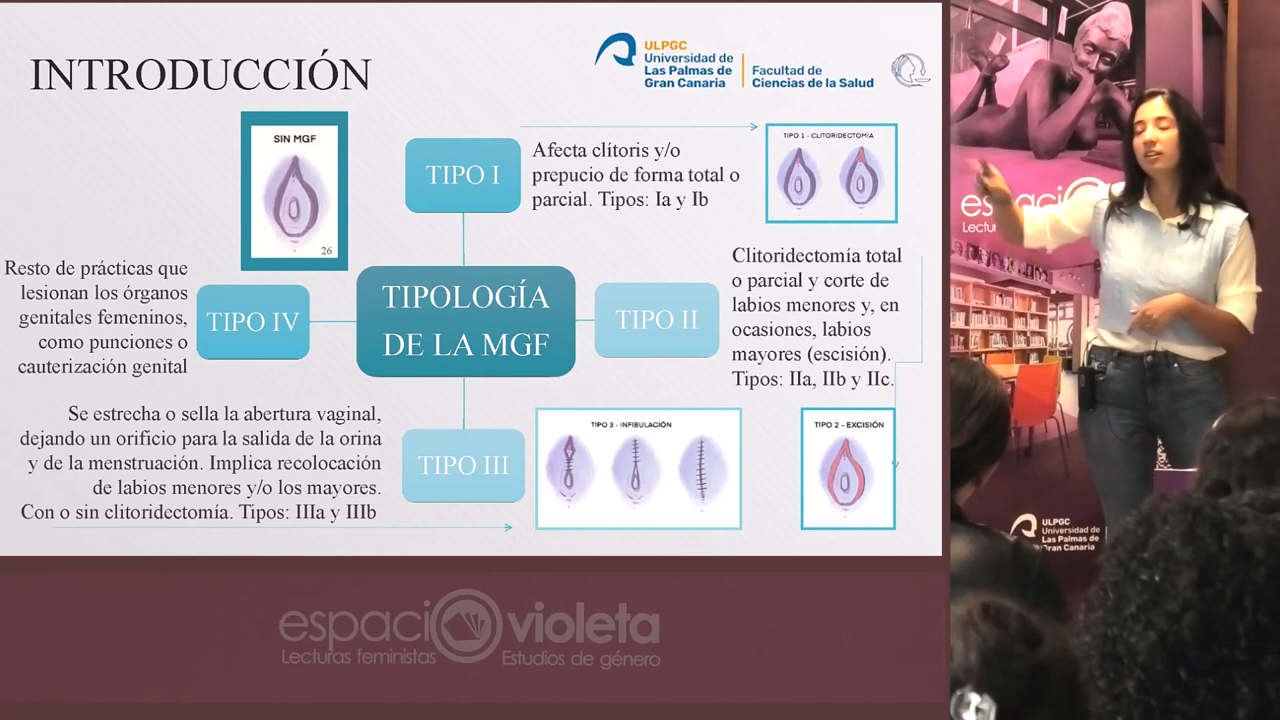 INTRODUCCIÓN
ULPGC
Universidad de
Las Palmas de
Gran Canaria
Facultad de
Ciencias de la Salud
SIN MGF
26
TIPO I
Afecta clítoris y/o
prepucio de forma total o
parcial. Tipos: Ia y Ib
TIPO 1 - CLITORIDECTOMÍA
Resto de prácticas que
lesionan los órganos
genitales femeninos,
como punciones o
cauterización genital
TIPO IV
TIPOLOGÍA
DE LA MGF
TIPO II
Clitoridectomía total
o parcial y corte de
labios menores y, en
ocasiones, labios
mayores (escisión).
Tipos: IIa, IIb y IIc.
Se estrecha o sella la abertura vaginal,
dejando un orificio para la salida de la orina
y de la menstruación. Implica recolocación
de labios menores y/o los mayores.
Con o sin clitoridectomía. Tipos: IIIa y IIIb
TIPO III
TIPO 3 - INFIBULACIÓN
TIPO 2 - EXCISIÓN
espacio violeta
Lecturas feministas
Estudios de género
espacio
Lectu
ULPGC
Universidad de
Las Palmas de
Gran Canaria